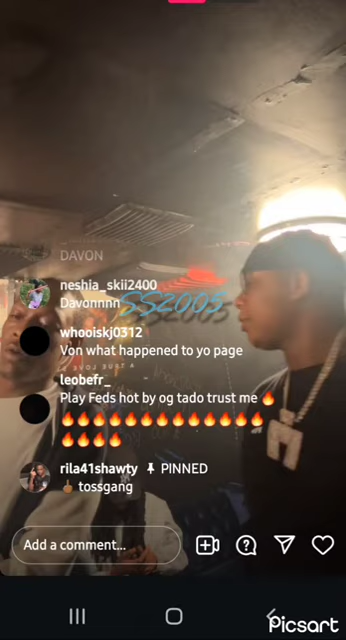 DAVON
neshia_skii2400
Davonnnn
SS2005
whooiskj0312
Von what happened to yo page
leobefr_
Play Feds hot by og tado trust me 🔥
🔥🔥🔥🔥🔥🔥🔥🔥🔥🔥🔥🔥🔥
🔥🔥🔥🔥
rila41shawty 📌 PINNED
🖕🏾 tossgang
Add a comment...
Picsart